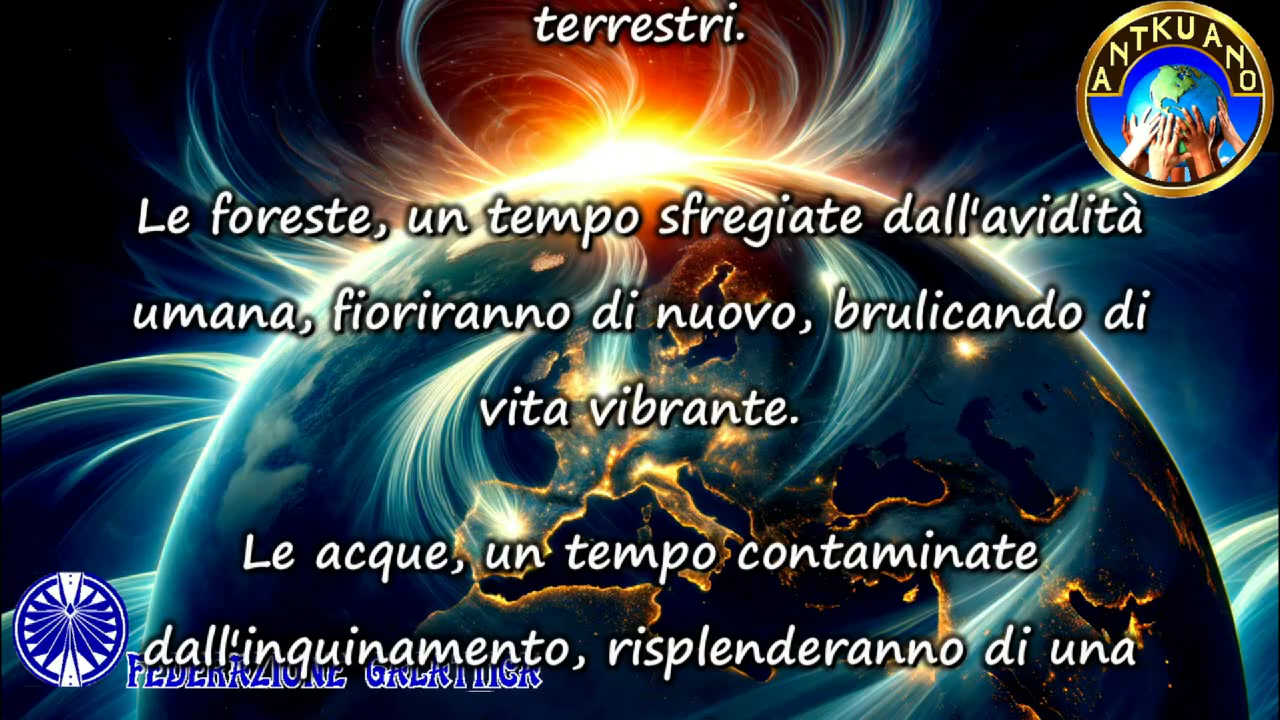 terrestri.
ANTKUANO
Le foreste, un tempo sfregiate dall'avidità
umana, fioriranno di nuovo, brulicando di
vita vibrante.
Le acque, un tempo contaminate
dall'inquinamento, risplenderanno di una
FEDERAZIONE GALATTICA